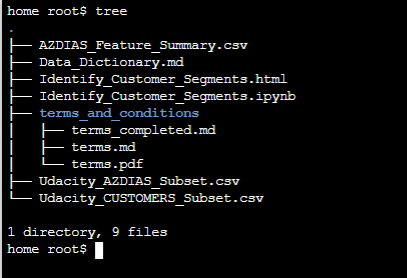 home root$ tree
.
├── AZDIAS_Feature_Summary.csv
├── Data_Dictionary.md
├── Identify_Customer_Segments.html
├── Identify_Customer_Segments.ipynb
├── terms_and_conditions
│   ├── terms_completed.md
│   ├── terms.md
│   └── terms.pdf
├── Udacity_AZDIAS_Subset.csv
└── Udacity_CUSTOMERS_Subset.csv

1 directory, 9 files
home root$